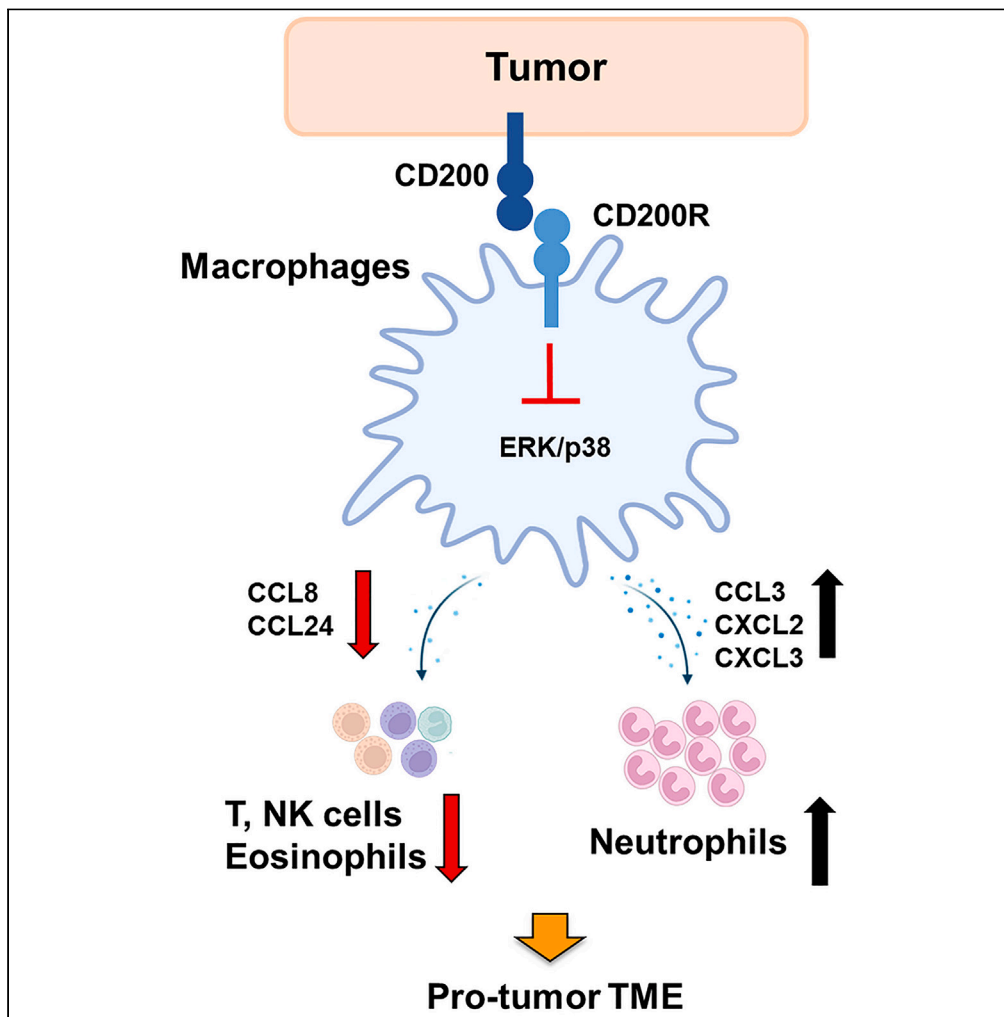 Tumor
CD200
CD200R
Macrophages
ERK/p38
CCL8
CCL24
CCL3
CXCL2
CXCL3
T, NK cells
Eosinophils
Neutrophils
Pro-tumor TME